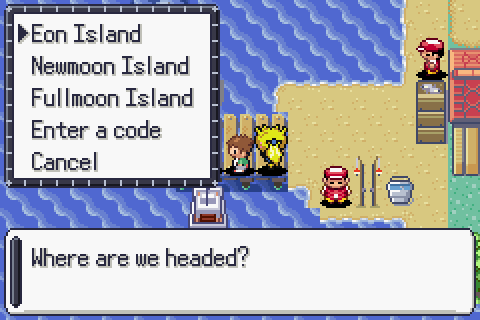 Eon Island
Newmoon Island
Fullmoon Island
Enter a code
Cancel
Where are we headed?